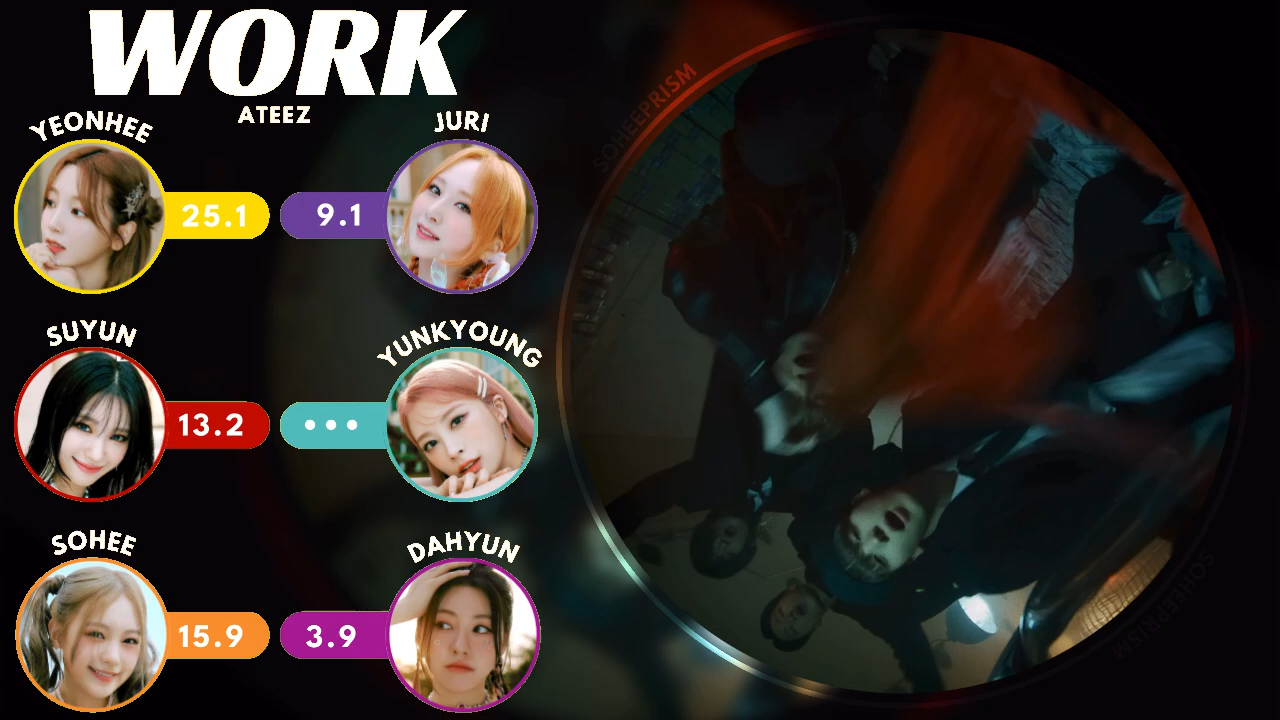 WORK
ATEEZ
YEONHEE
25.1
JURI
9.1
SUYUN
13.2
YUNKYOUNG
...
SOHEE
15.9
DAHYUN
3.9
SOHEEPRISM
SOHEEPRISM
SOHEEPRISM